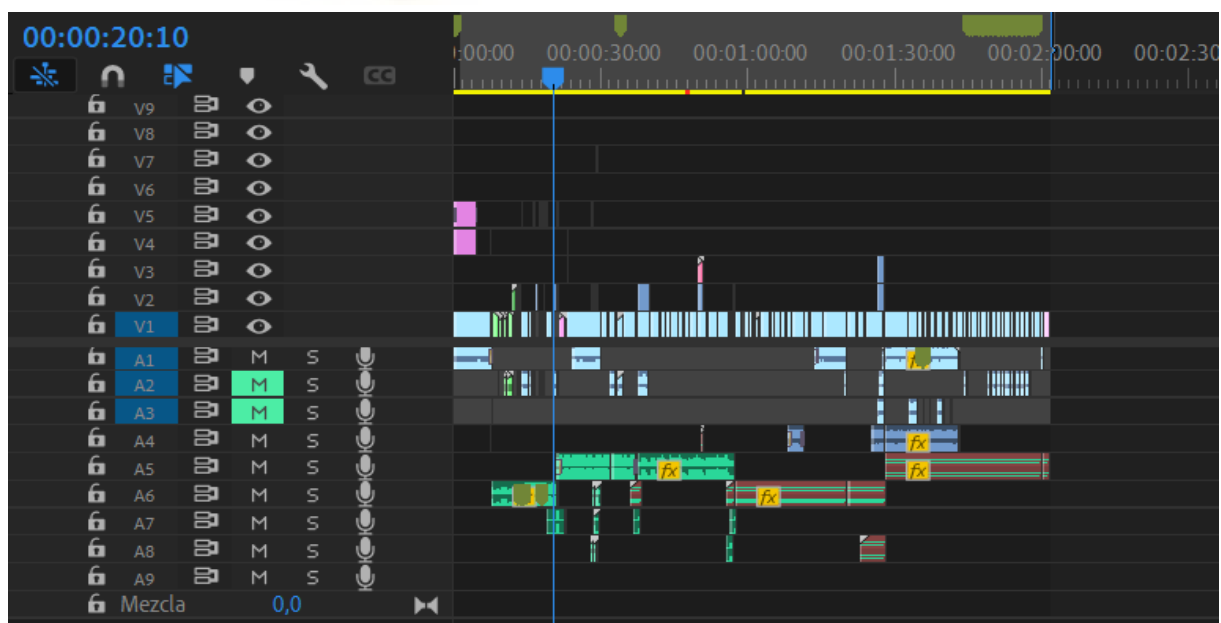 00:00:20:10
CC
:00:00 00:00:30:00 00:01:00:00 00:01:30:00 00:02:00:00 00:02:30
V9
V8
V7
V6
V5
V4
V3
V2
V1
A1 M S
A2 M S
A3 M S
A4 M S fx
A5 M S fx fx
A6 M S fx
A7 M S
A8 M S
A9 M S
Mezcla 0,0